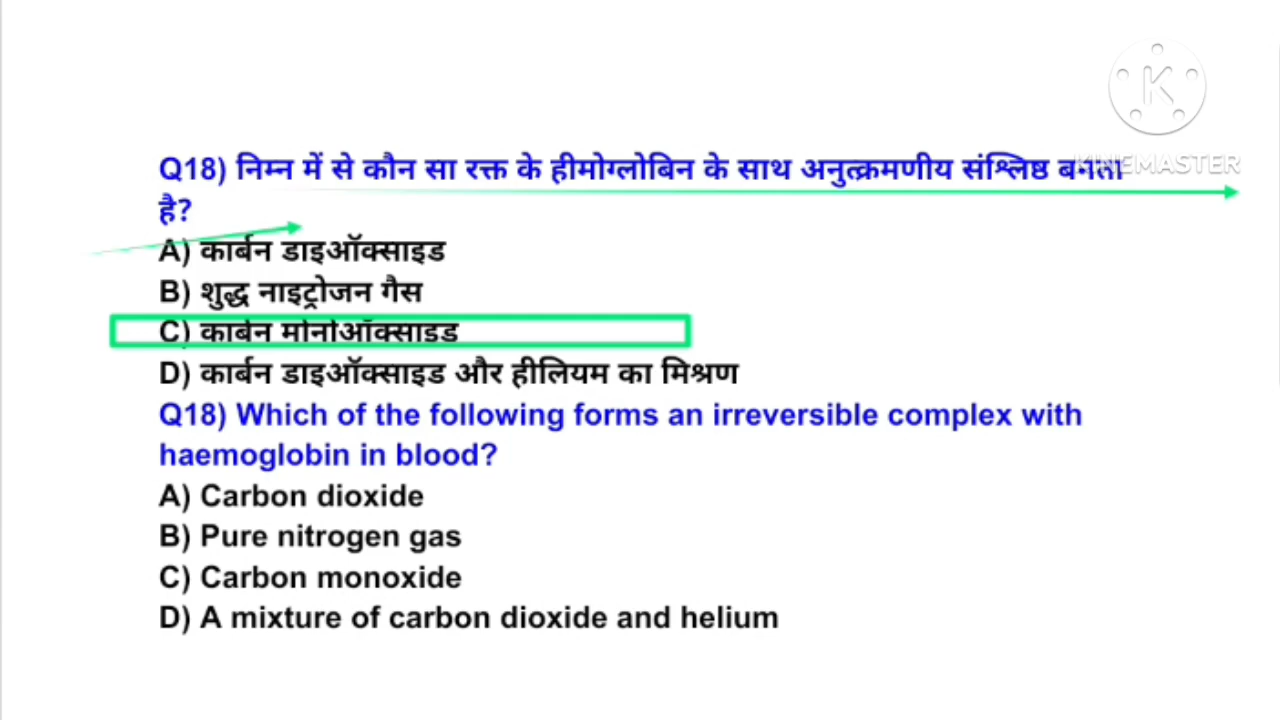 KINEMASTER
Q18) निम्न में से कौन सा रक्त के हीमोग्लोबिन के साथ अनुत्क्रमणीय संश्लिष्ठ बनता
है?
A) कार्बन डाइऑक्साइड
B) शुद्ध नाइट्रोजन गैस
C) कार्बन मोनोऑक्साइड
D) कार्बन डाइऑक्साइड और हीलियम का मिश्रण
Q18) Which of the following forms an irreversible complex with
haemoglobin in blood?
A) Carbon dioxide
B) Pure nitrogen gas
C) Carbon monoxide
D) A mixture of carbon dioxide and helium